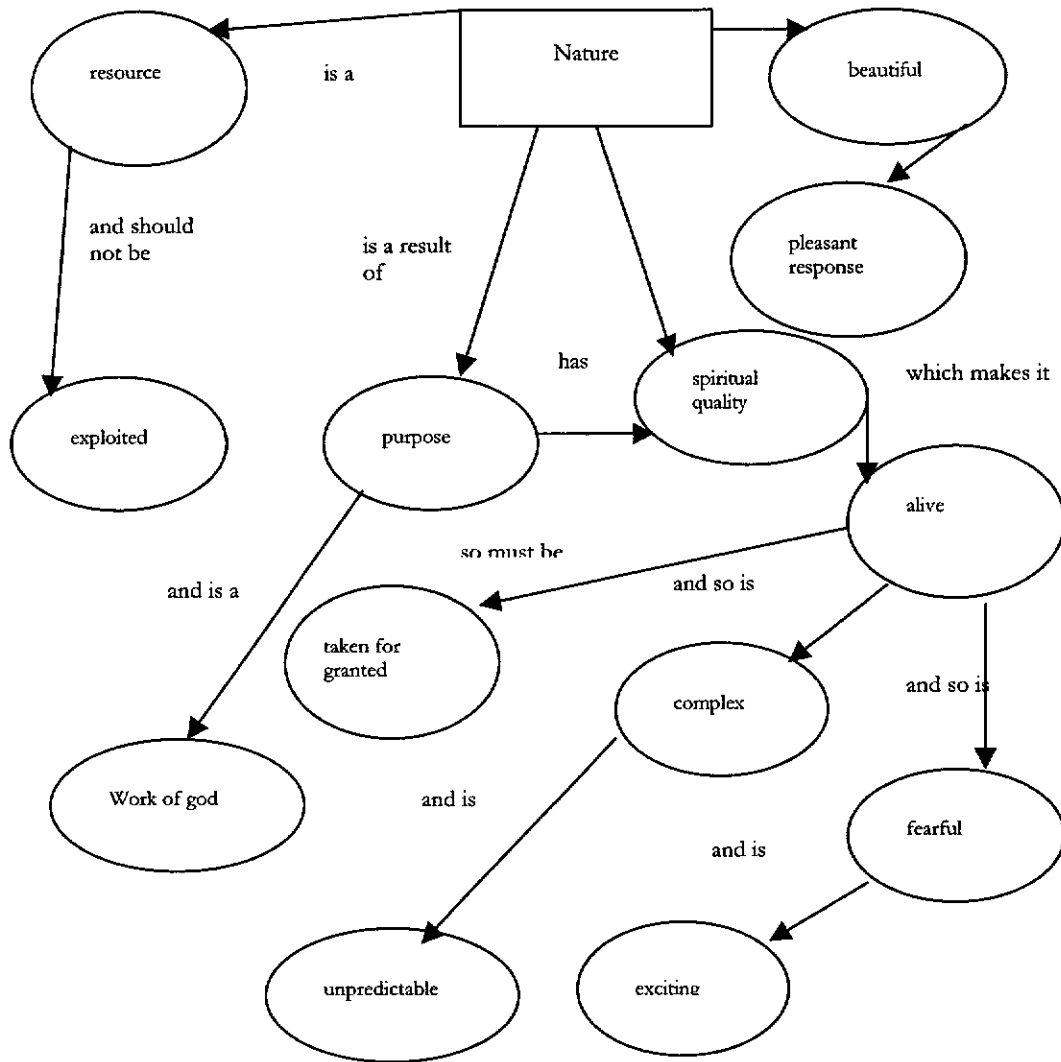 Nature
resource
is a
beautiful
and should
not be
is a result
of
pleasant
response
has
spiritual
quality
which makes it
exploited
purpose
alive
so must be
and is a
and so is
taken for
granted
complex
and so is
Work of god
and is
fearful
and is
unpredictable
exciting